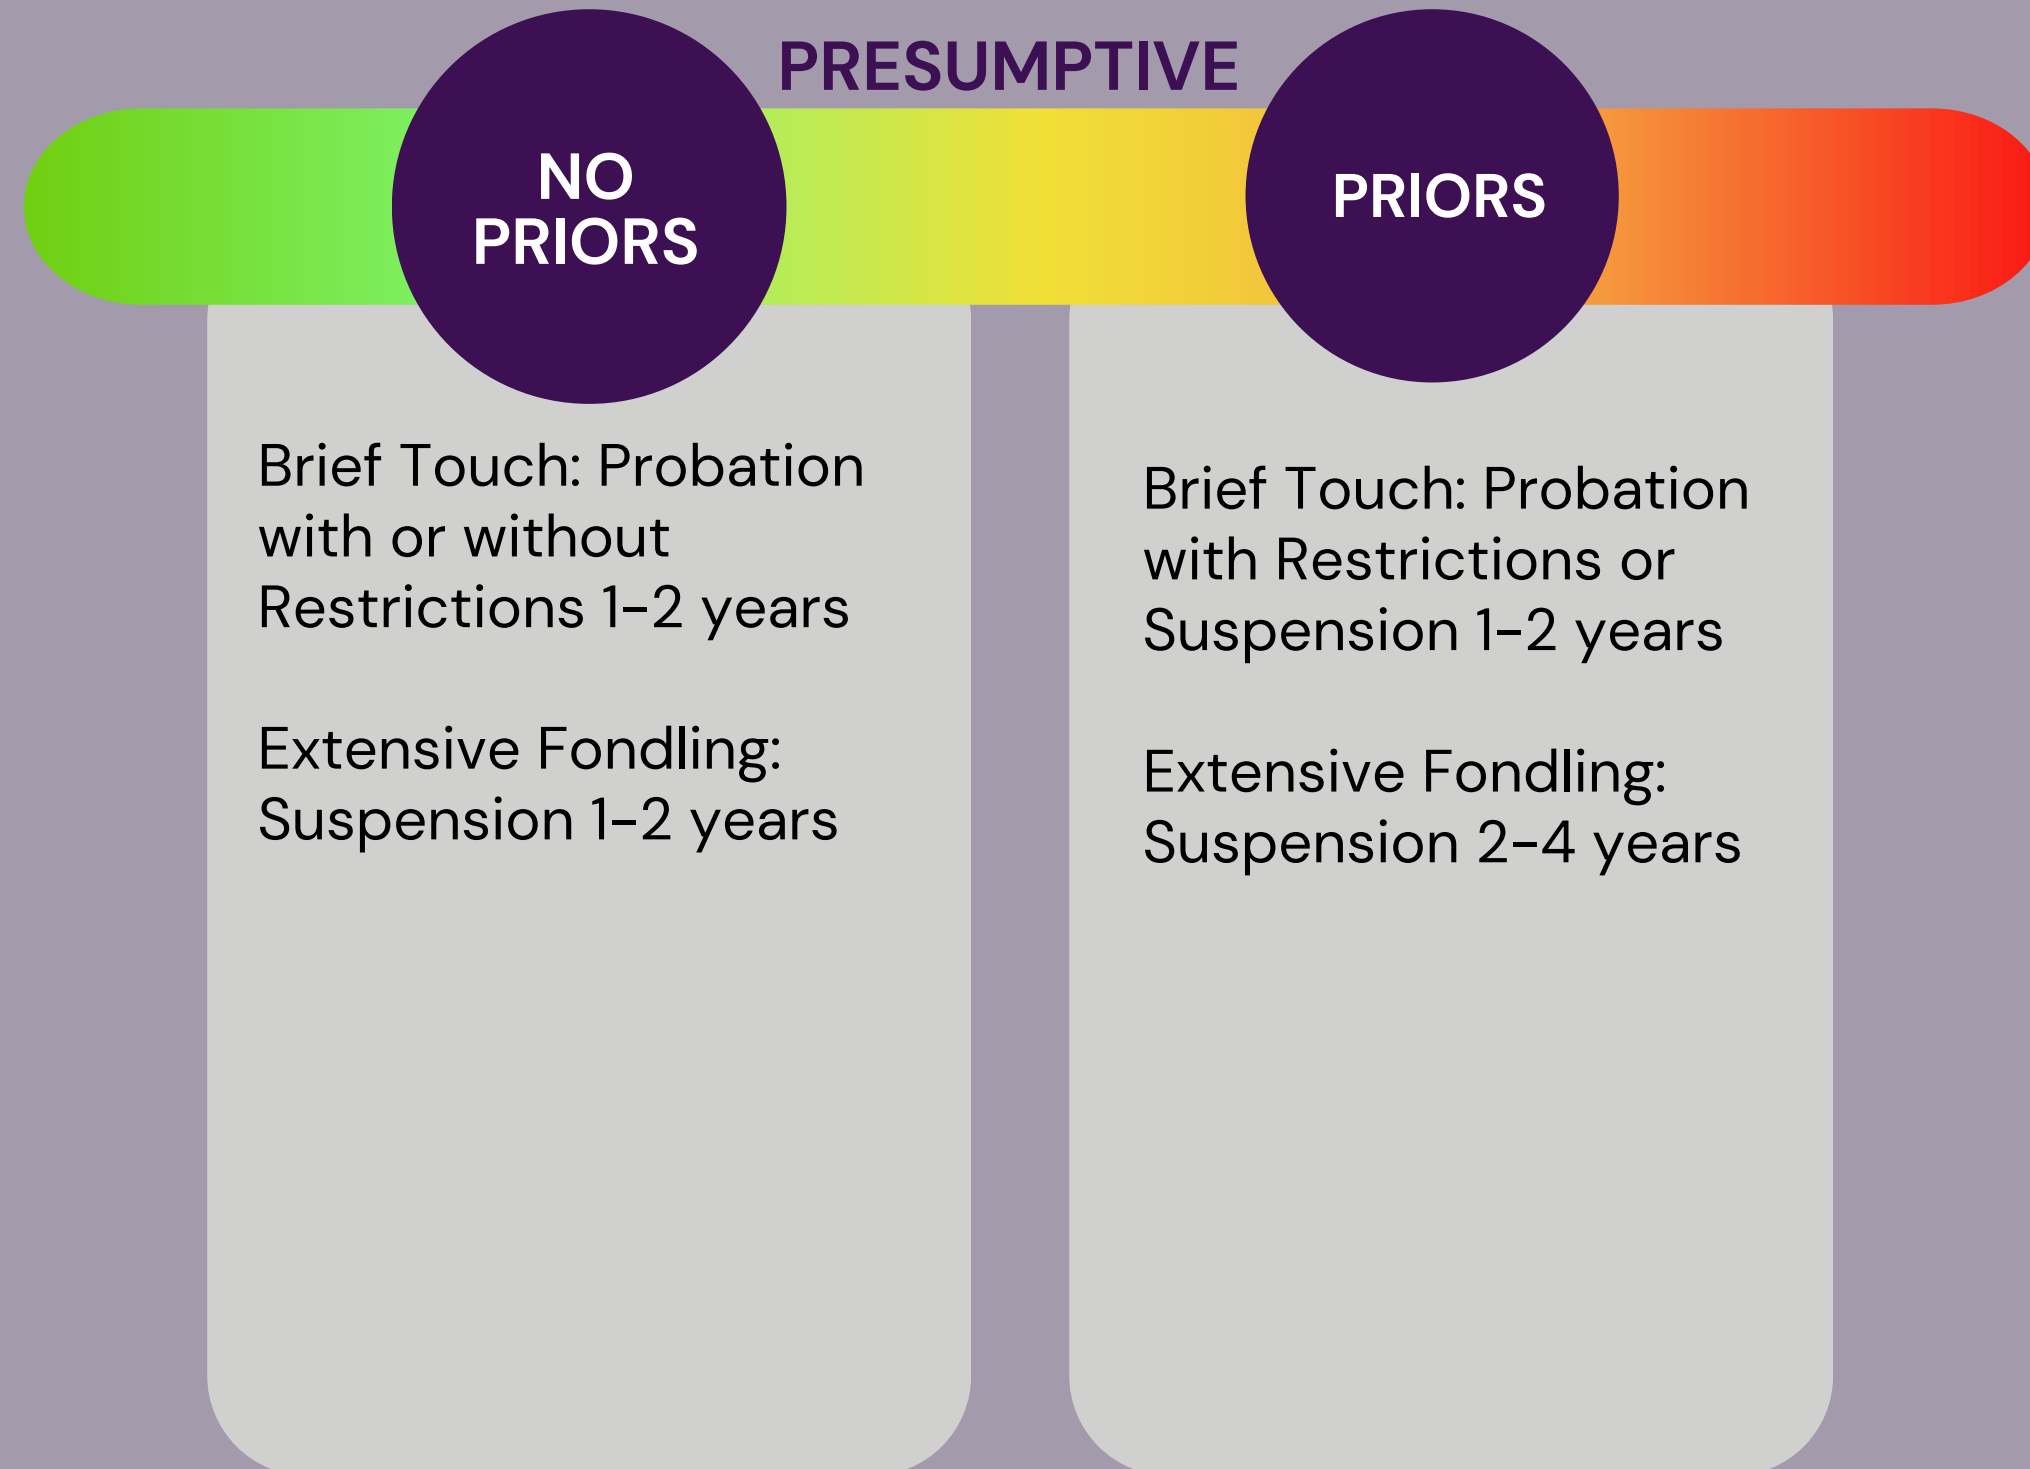 PRESUMPTIVE
NO
PRIORS
Brief Touch: Probation
with or without
Restrictions 1-2 years
Extensive Fondling:
Suspension 1-2 years
PRIORS
Brief Touch: Probation
with Restrictions or
Suspension 1-2 years
Extensive Fondling:
Suspension 2-4 years